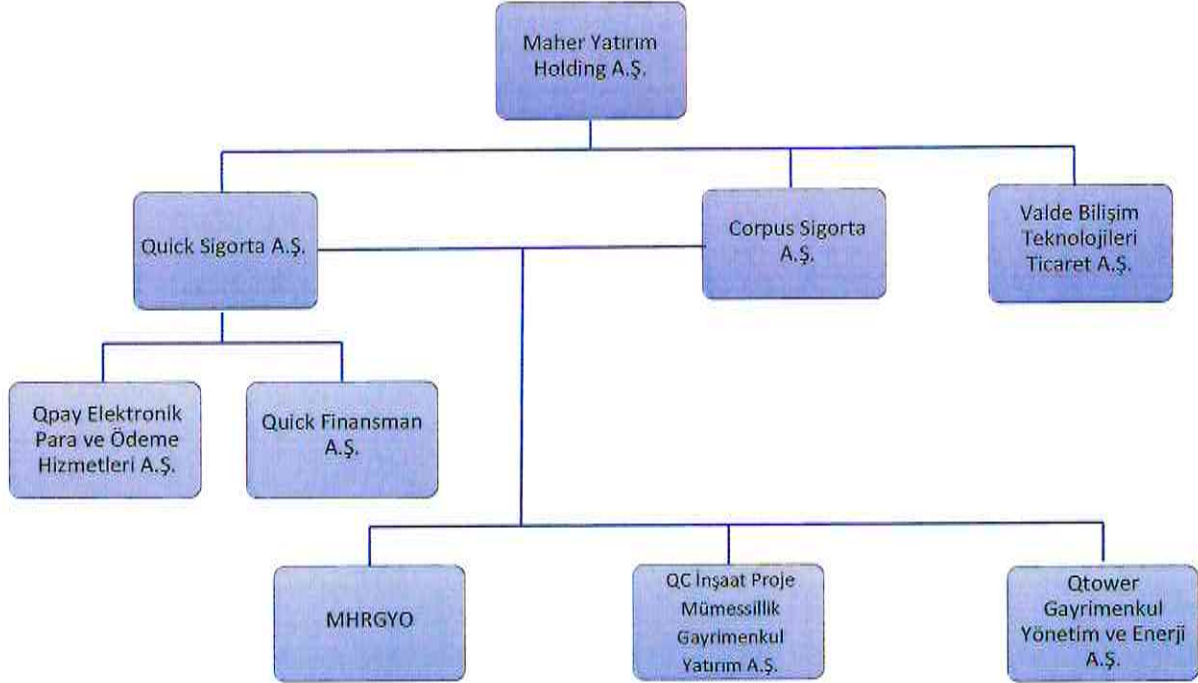 Maher Yatırım
Holding A.Ş.
Quick Sigorta A.Ş.
Corpus Sigorta
A.Ş.
Valde Bilişim
Teknolojileri
Ticaret A.Ş.
Qpay Elektronik
Para ve Ödeme
Hizmetleri A.Ş.
Quick Finansman
A.Ş.
MHRGYO
QC İnşaat Proje
Mümessillik
Gayrimenkul
Yatırım A.Ş.
Qtower
Gayrimenkul
Yönetim ve Enerji
A.Ş.